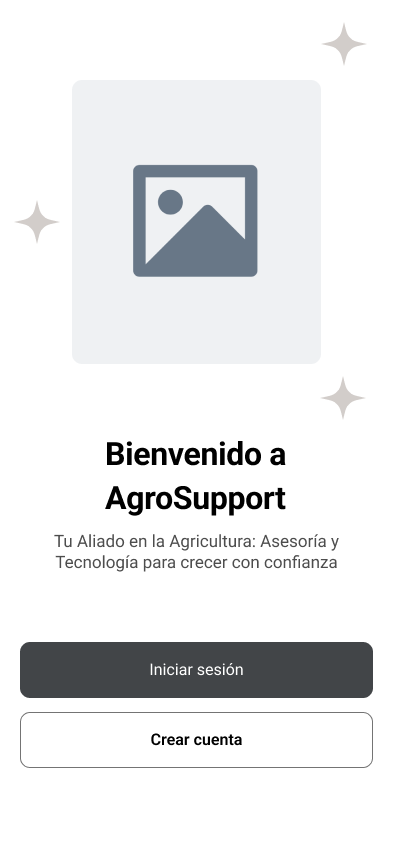 Bienvenido a
AgroSupport
Tu Aliado en la Agricultura: Asesoría y
Tecnología para crecer con confianza
Iniciar sesión
Crear cuenta